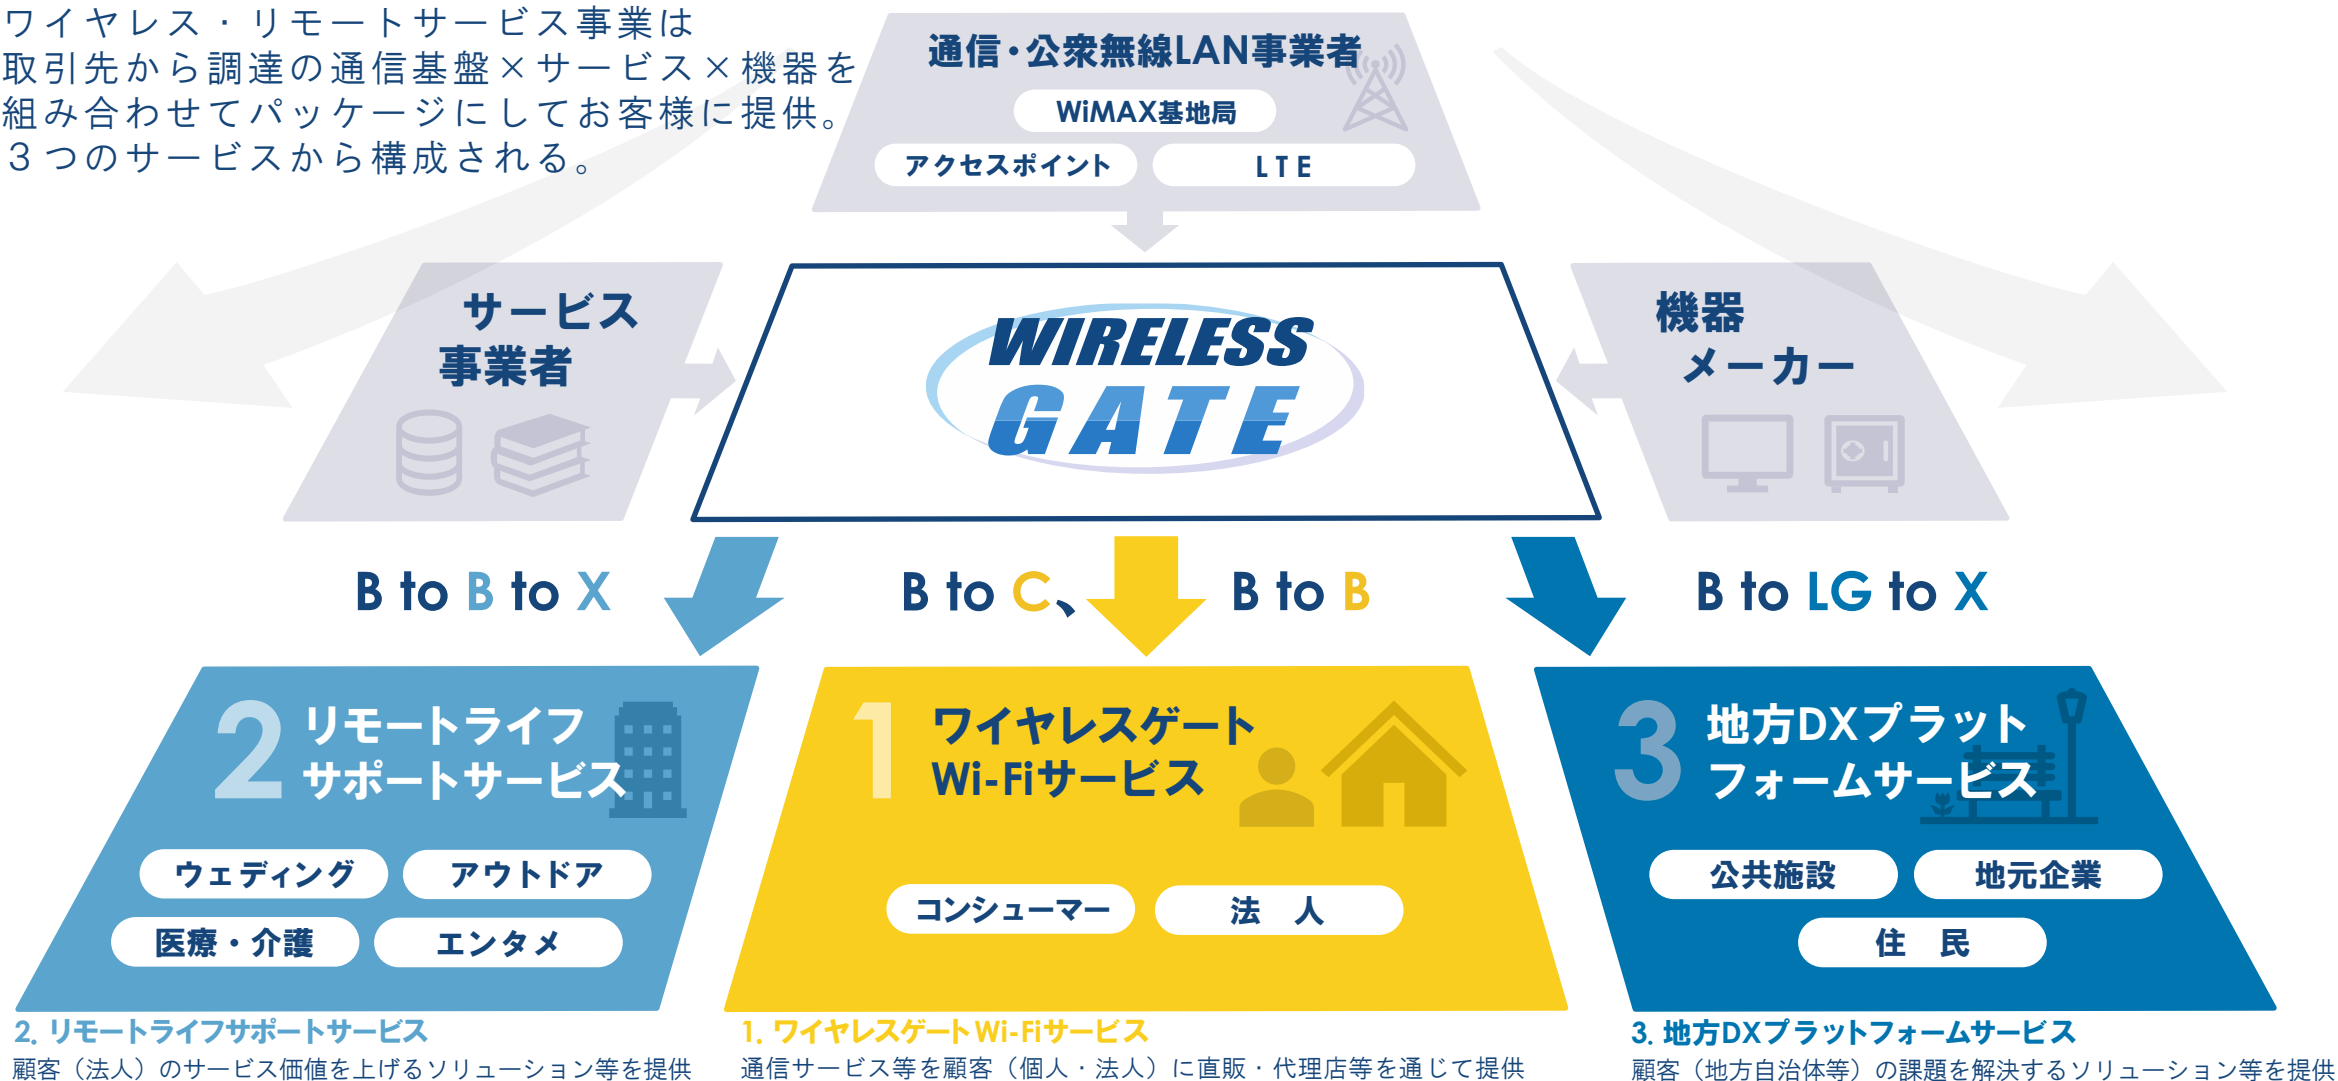 ワイヤレス・リモートサービス事業は
取引先から調達の通信基盤×サービス×機器を
組み合わせてパッケージにしてお客様に提供。
３つのサービスから構成される。
通信・公衆無線LAN事業者
WiMAX基地局
アクセスポイント
LTE
サービス
事業者
WIRELESS
GATE
機器
メーカー
B to B to X
B to C、 B to B
B to LG to X
2
リモートライフ
サポートサービス
ウェディング
アウトドア
医療・介護
エンタメ
1
ワイヤレスゲート
Wi-Fiサービス
コンシューマー
法　人
3
地方DXプラット
フォームサービス
公共施設
地元企業
住　民
2. リモートライフサポートサービス
顧客（法人）のサービス価値を上げるソリューション等を提供
1. ワイヤレスゲートWi-Fiサービス
通信サービス等を顧客（個人・法人）に直販・代理店等を通じて提供
3. 地方DXプラットフォームサービス
顧客（地方自治体等）の課題を解決するソリューション等を提供